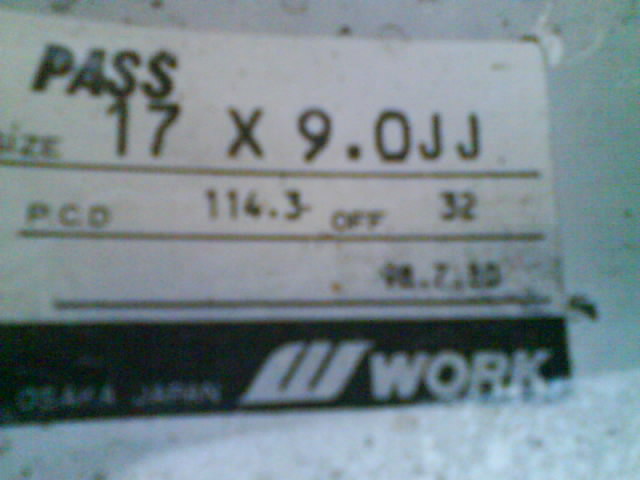 PASS
SIZE 17 X 9.0JJ
P.C.D 114.3 OFF 32
98.7.10
OSAKA JAPAN WORK